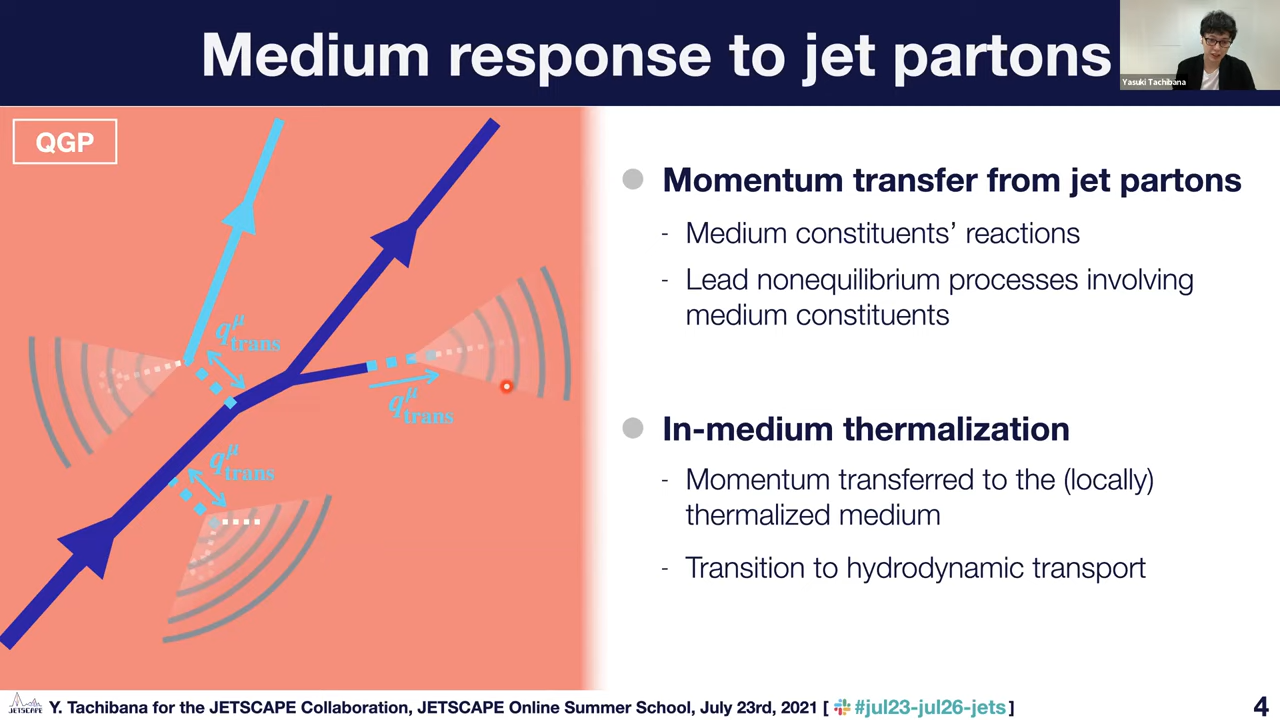 Medium response to jet partons
Yasuki Tachibana
QGP
q^μ_trans
q^μ_trans
q^μ_trans
Momentum transfer from jet partons
- Medium constituents’ reactions
- Lead nonequilibrium processes involving
medium constituents
In-medium thermalization
- Momentum transferred to the (locally)
thermalized medium
- Transition to hydrodynamic transport
JETSCAPE
Y. Tachibana for the JETSCAPE Collaboration, JETSCAPE Online Summer School, July 23rd, 2021 [ #jul23-jul26-jets ]
4